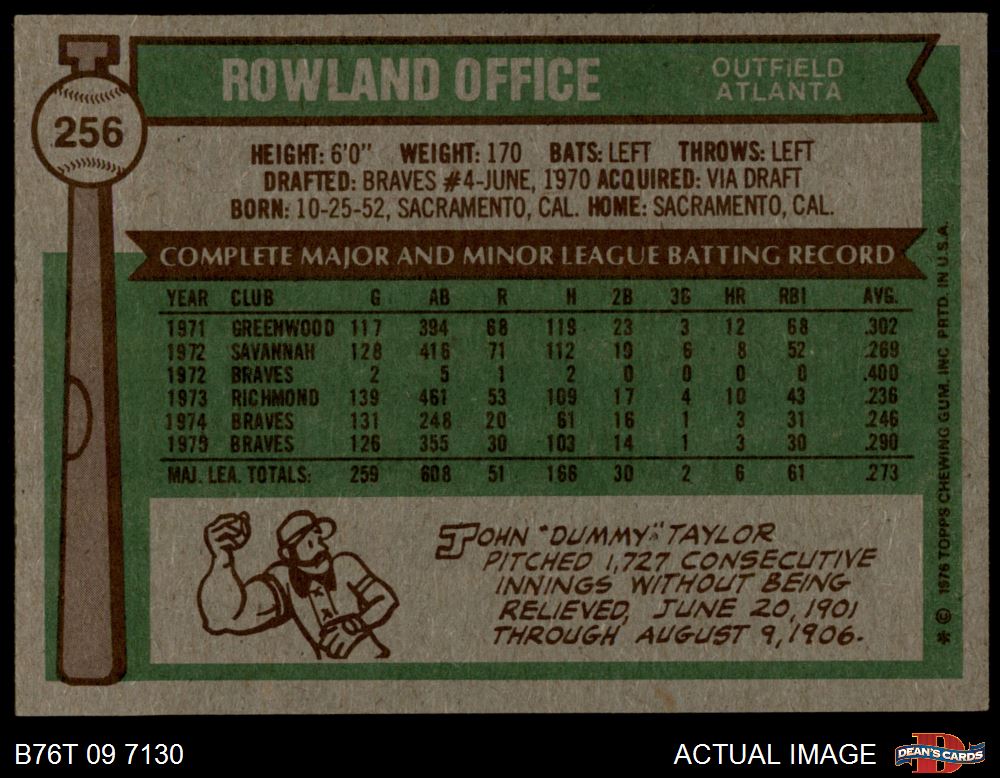 256
ROWLAND OFFICE
OUTFIELD
ATLANTA
HEIGHT: 6'0" WEIGHT: 170 BATS: LEFT THROWS: LEFT
DRAFTED: BRAVES #4-JUNE, 1970 ACQUIRED: VIA DRAFT
BORN: 10-25-52, SACRAMENTO, CAL. HOME: SACRAMENTO, CAL.
COMPLETE MAJOR AND MINOR LEAGUE BATTING RECORD
YEAR CLUB G AB R H 2B 3B HR RBI AVG.
1971 GREENWOOD 117 394 68 119 23 3 12 68 .302
1972 SAVANNAH 128 416 71 112 19 6 8 52 .269
1972 BRAVES 2 5 1 2 0 0 0 0 .400
1973 RICHMOND 139 461 53 109 17 4 10 43 .236
1974 BRAVES 131 248 20 61 16 1 3 31 .246
1975 BRAVES 126 355 30 103 14 1 3 30 .290
MAJ. LEA. TOTALS: 259 608 51 166 30 2 6 61 .273
JOHN "DUMMY" TAYLOR
PITCHED 1,727 CONSECUTIVE
INNINGS WITHOUT BEING
RELIEVED, JUNE 20, 1901
THROUGH AUGUST 9, 1906.
* © 1976 TOPPS CHEWING GUM, INC. PRTD. IN U.S.A.
B76T 09 7130
ACTUAL IMAGE
DEAN'S CARDS